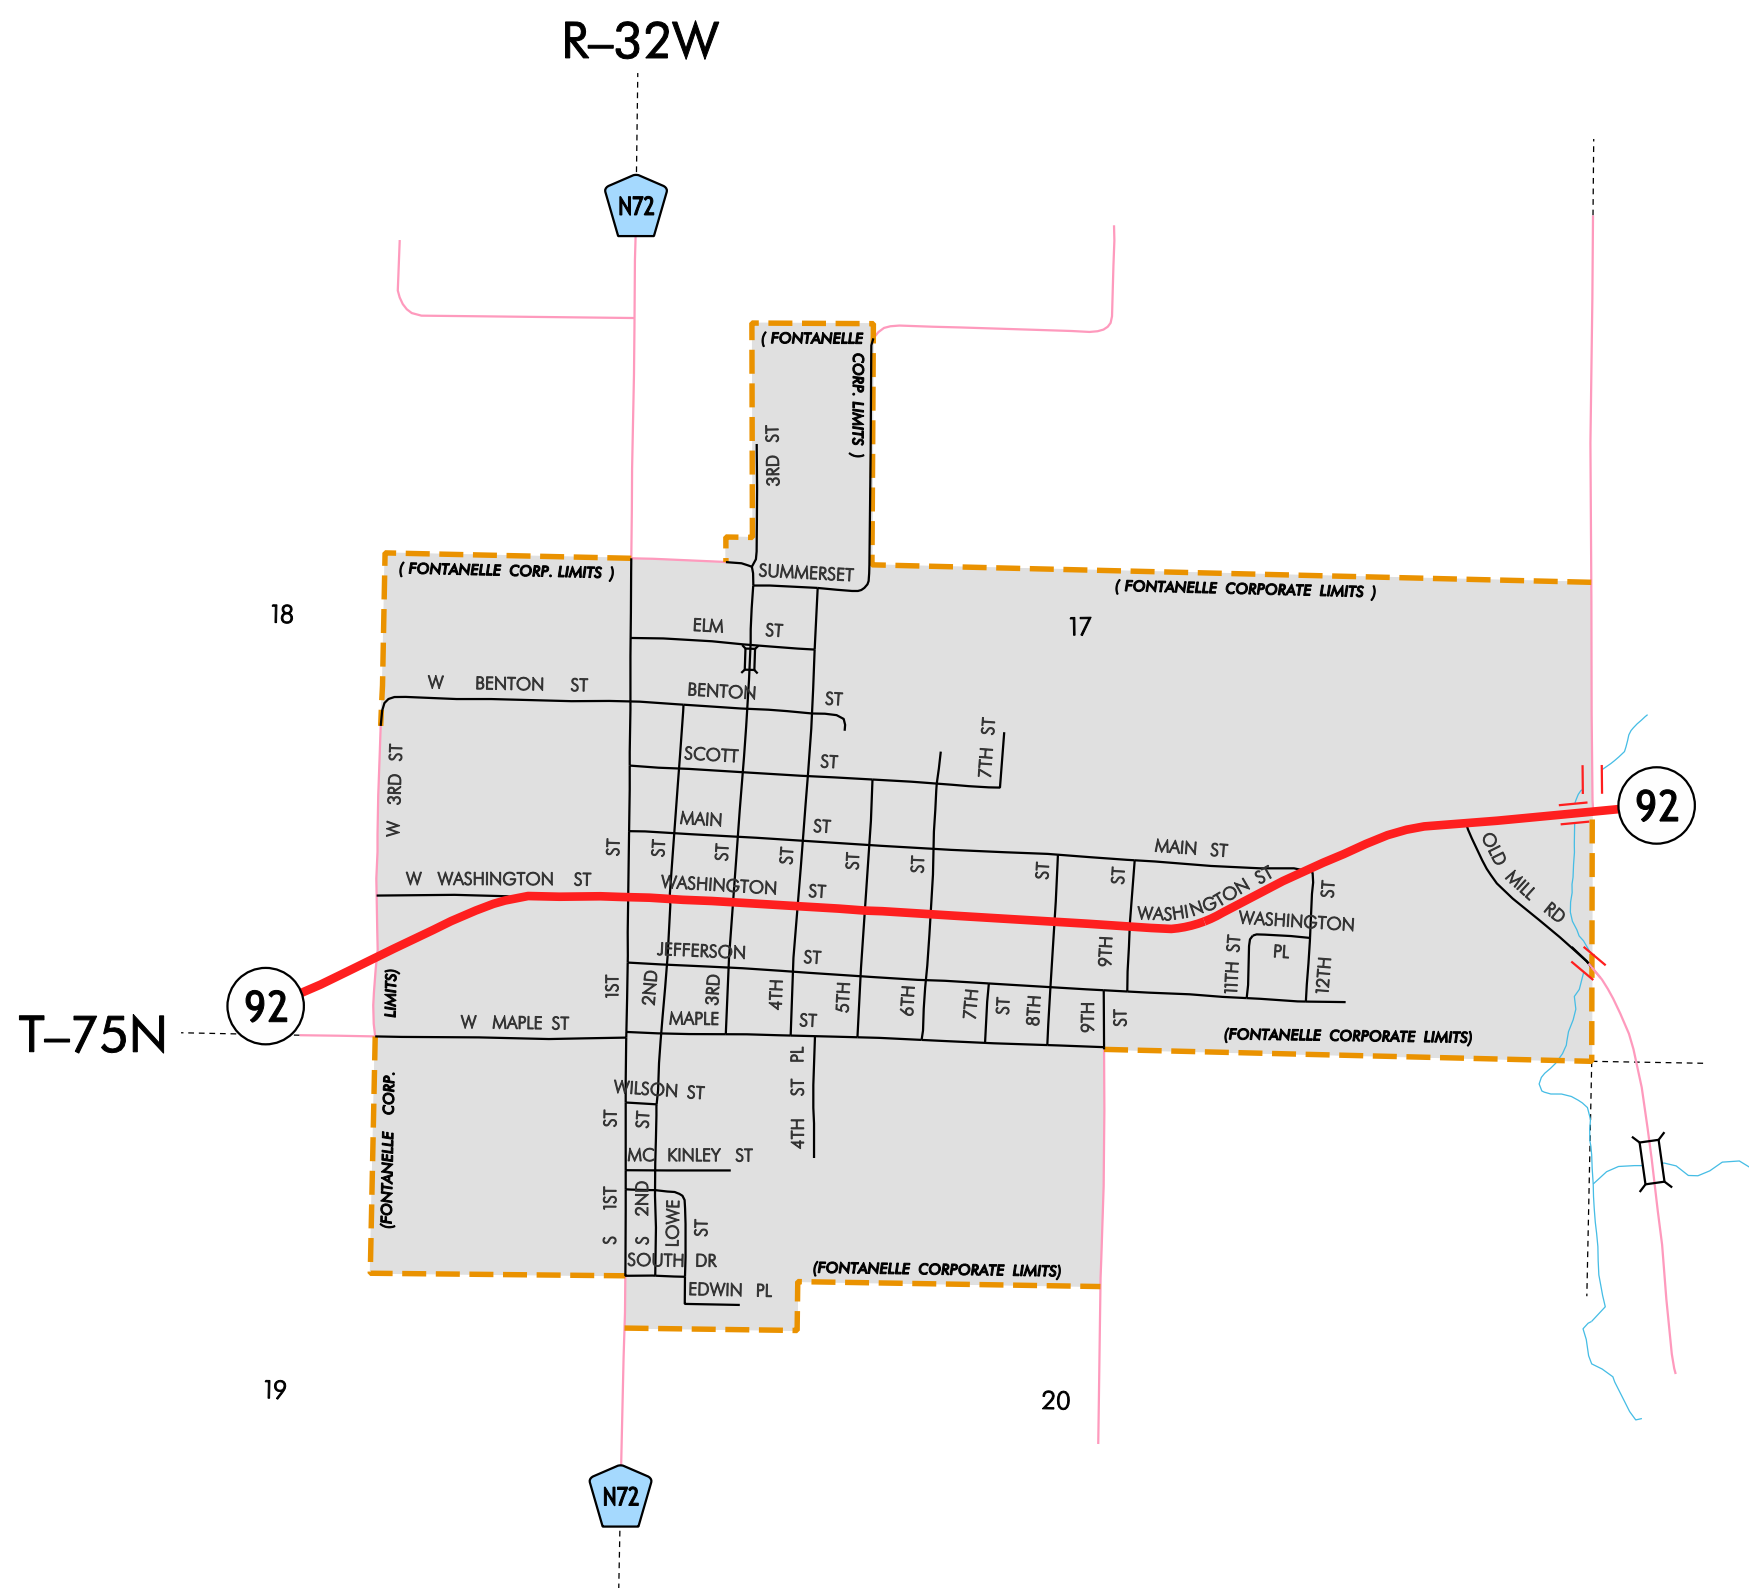 R–32W
N72
( FONTANELLE
CORP. LIMITS )
3RD ST
SUMMERSET
( FONTANELLE CORP. LIMITS )
( FONTANELLE CORPORATE LIMITS )
18
17
ELM ST
W BENTON ST
BENTON ST
SCOTT ST
7TH ST
W 3RD ST
MAIN ST
MAIN ST
92
OLD MILL RD
W WASHINGTON ST
WASHINGTON ST
WASHINGTON ST
WASHINGTON
PL
JEFFERSON ST
1ST ST
2ND ST
3RD ST
4TH ST
5TH ST
6TH ST
7TH ST
8TH ST
9TH ST
9TH ST
11TH ST
12TH ST
92
T–75N
W MAPLE ST
MAPLE ST
(FONTANELLE CORPORATE LIMITS)
(FONTANELLE CORP. LIMITS)
4TH ST PL
WILSON ST
MC KINLEY ST
S 1ST ST
S 2ND ST
LOWE ST
SOUTH DR
EDWIN PL
(FONTANELLE CORPORATE LIMITS)
19
20
N72